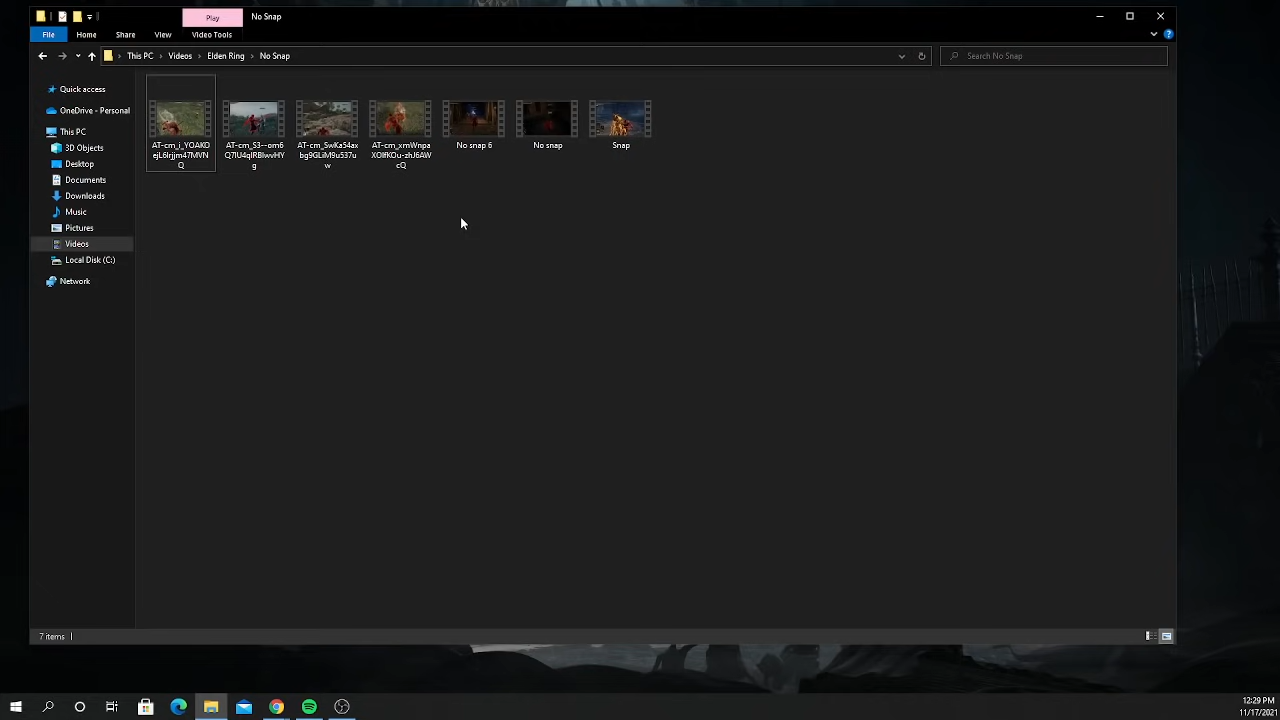 Play
No Snap
File
Home
Share
View
Video Tools
This PC
Videos
Elden Ring
No Snap
Search No Snap
Quick access
OneDrive - Personal
This PC
3D Objects
Desktop
Documents
Downloads
Music
Pictures
Videos
Local Disk (C:)
Network
No snap 6
No snap
Snap
7 items
12:29 PM
11/17/2021